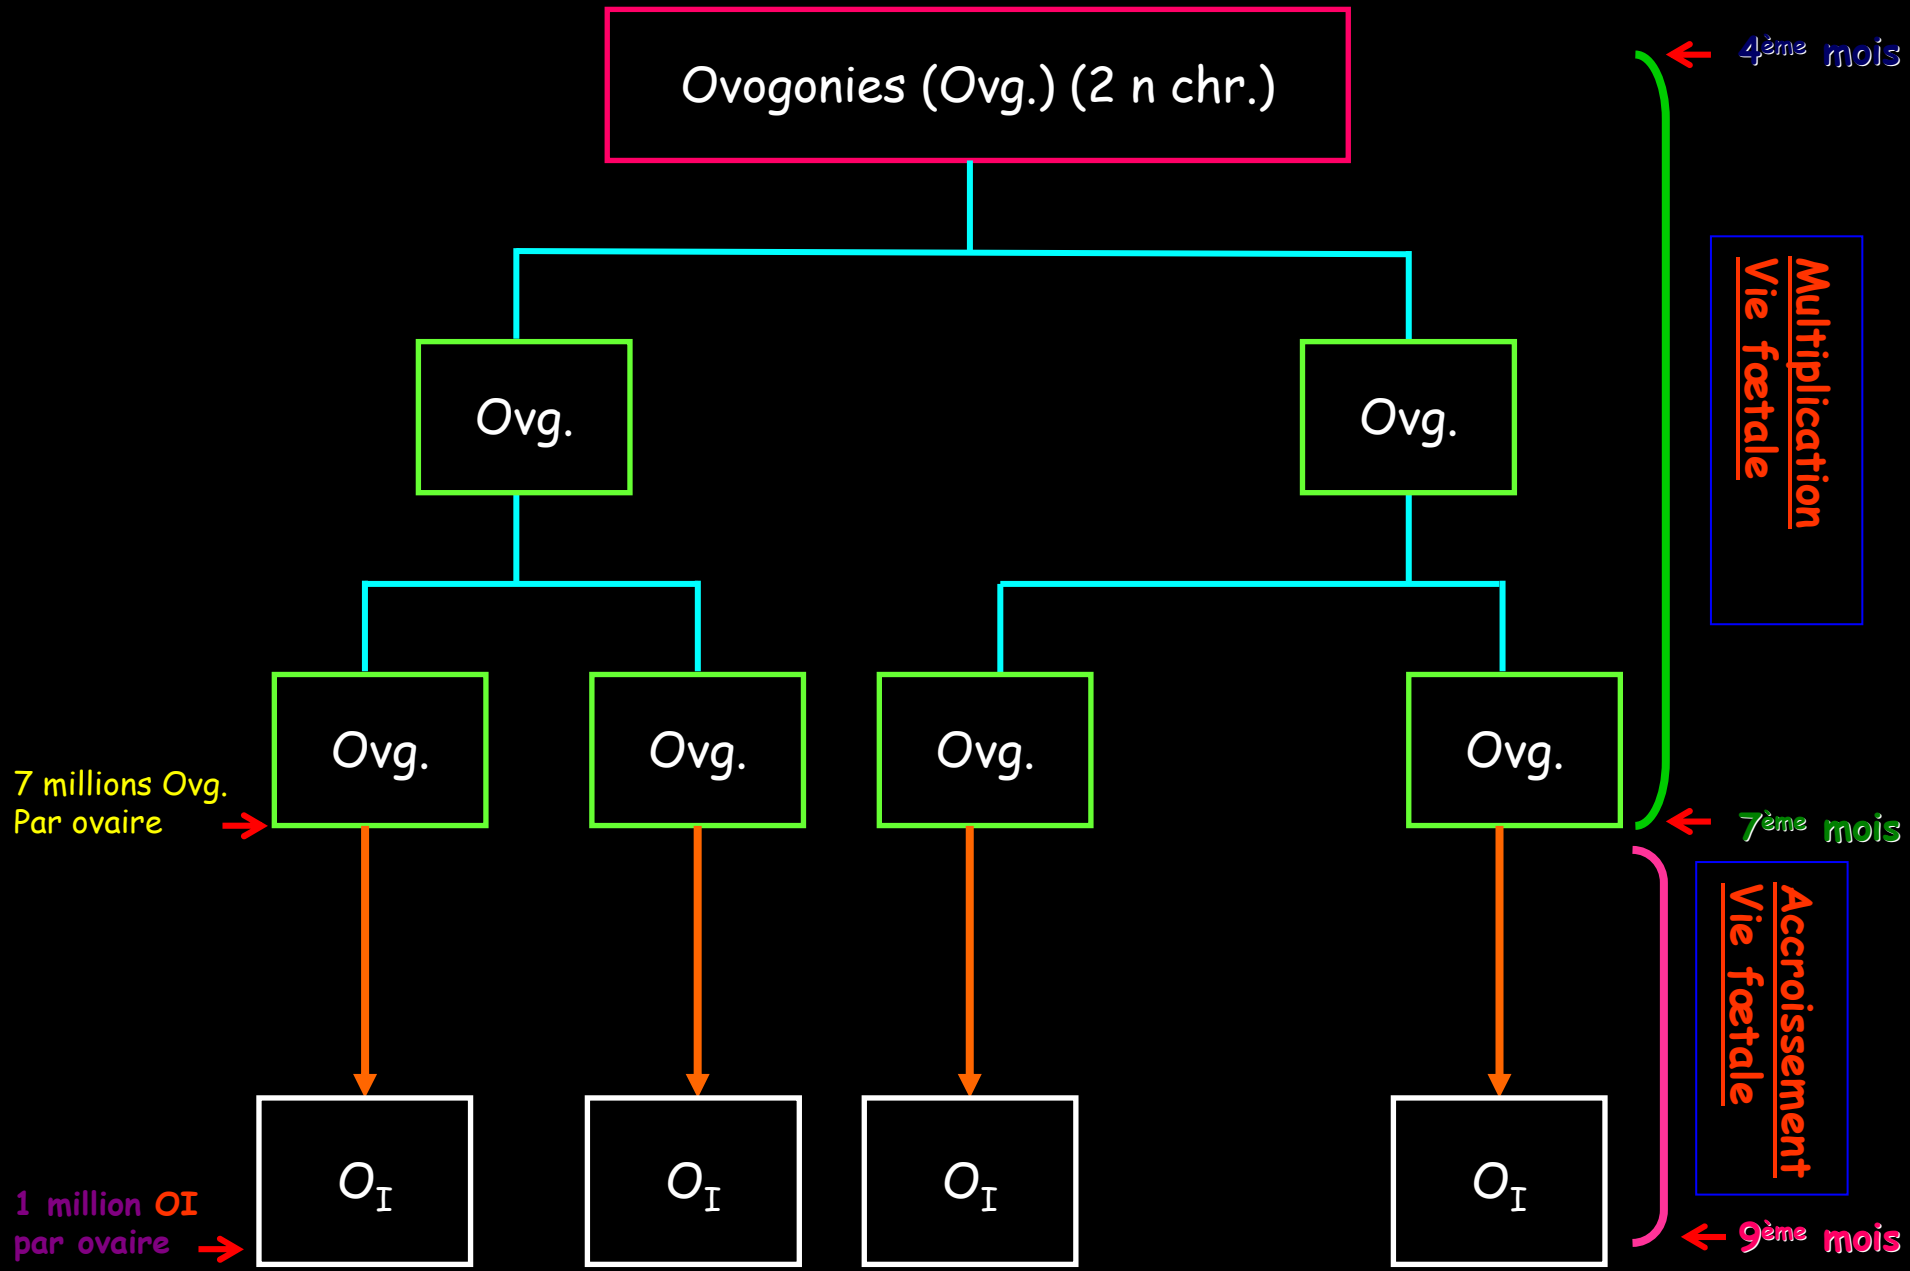 Ovogonies (Ovg.) (2 n chr.)
4ème mois
Multiplication
Vie fœtale
Ovg.
Ovg.
Ovg.
Ovg.
Ovg.
Ovg.
7 millions Ovg.
Par ovaire
7ème mois
Accroissement
Vie fœtale
OI
OI
OI
OI
1 million OI
par ovaire
9ème mois